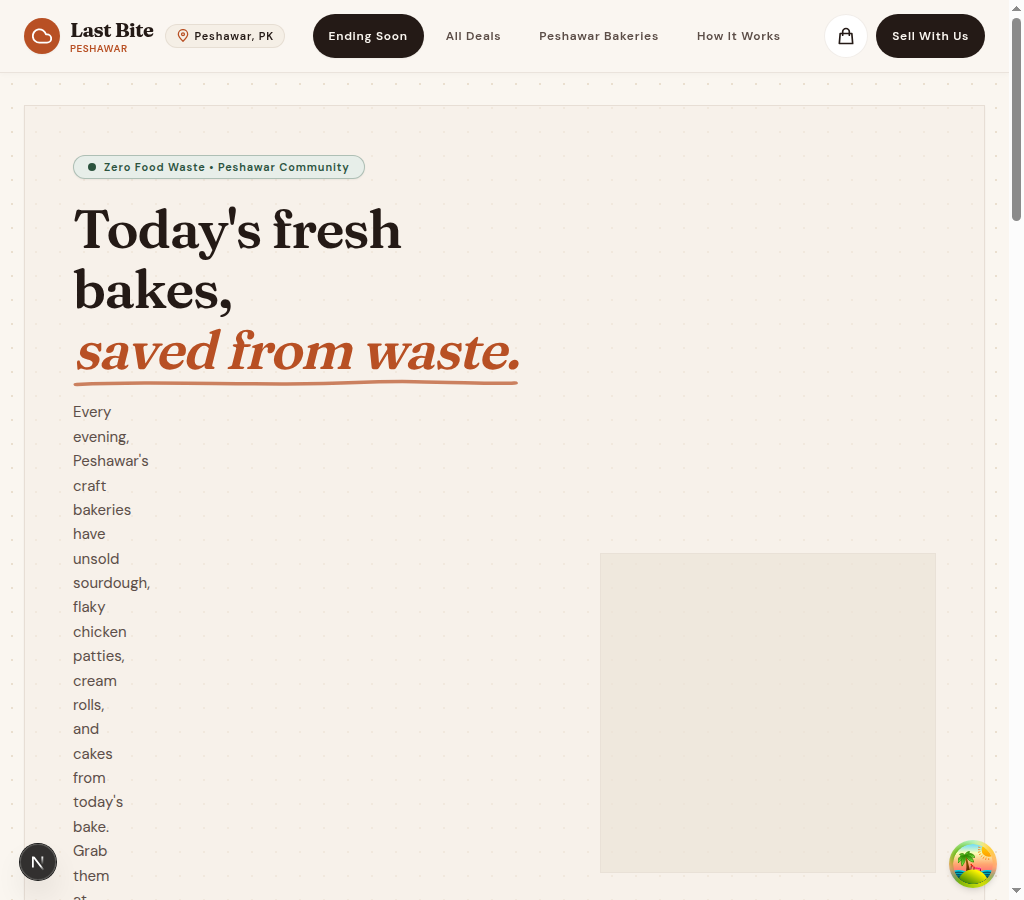 Last Bite
PESHAWAR
Peshawar, PK
Ending Soon
All Deals
Peshawar Bakeries
How It Works
Sell With Us
Zero Food Waste • Peshawar Community
Today's fresh
bakes,
saved from waste.
Every
evening,
Peshawar's
craft
bakeries
have
unsold
sourdough,
flaky
chicken
patties,
cream
rolls,
and
cakes
from
today's
bake.
Grab
them
at
N